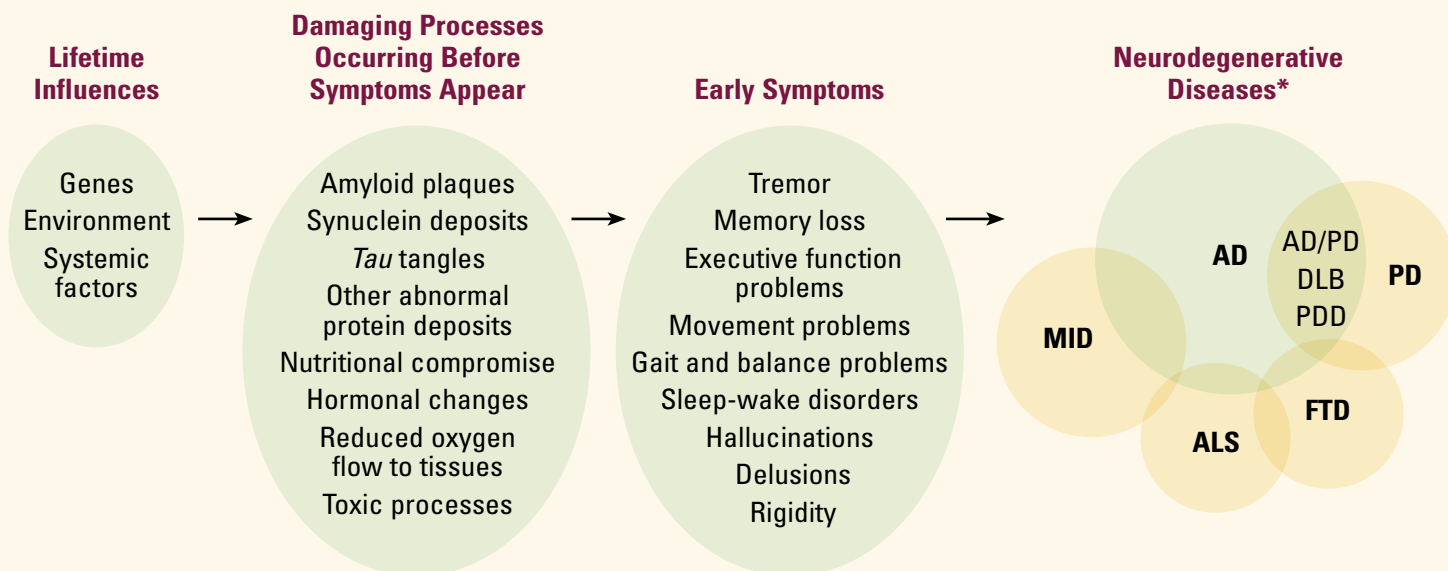 Lifetime
Influences
Genes
Environment
Systemic
factors
Damaging Processes
Occurring Before
Symptoms Appear
Amyloid plaques
Synuclein deposits
Tau tangles
Other abnormal
protein deposits
Nutritional compromise
Hormonal changes
Reduced oxygen
flow to tissues
Toxic processes
Early Symptoms
Tremor
Memory loss
Executive function
problems
Movement problems
Gait and balance problems
Sleep-wake disorders
Hallucinations
Delusions
Rigidity
Neurodegenerative
Diseases*
AD
AD/PD
DLB
PDD
PD
MID
ALS
FTD